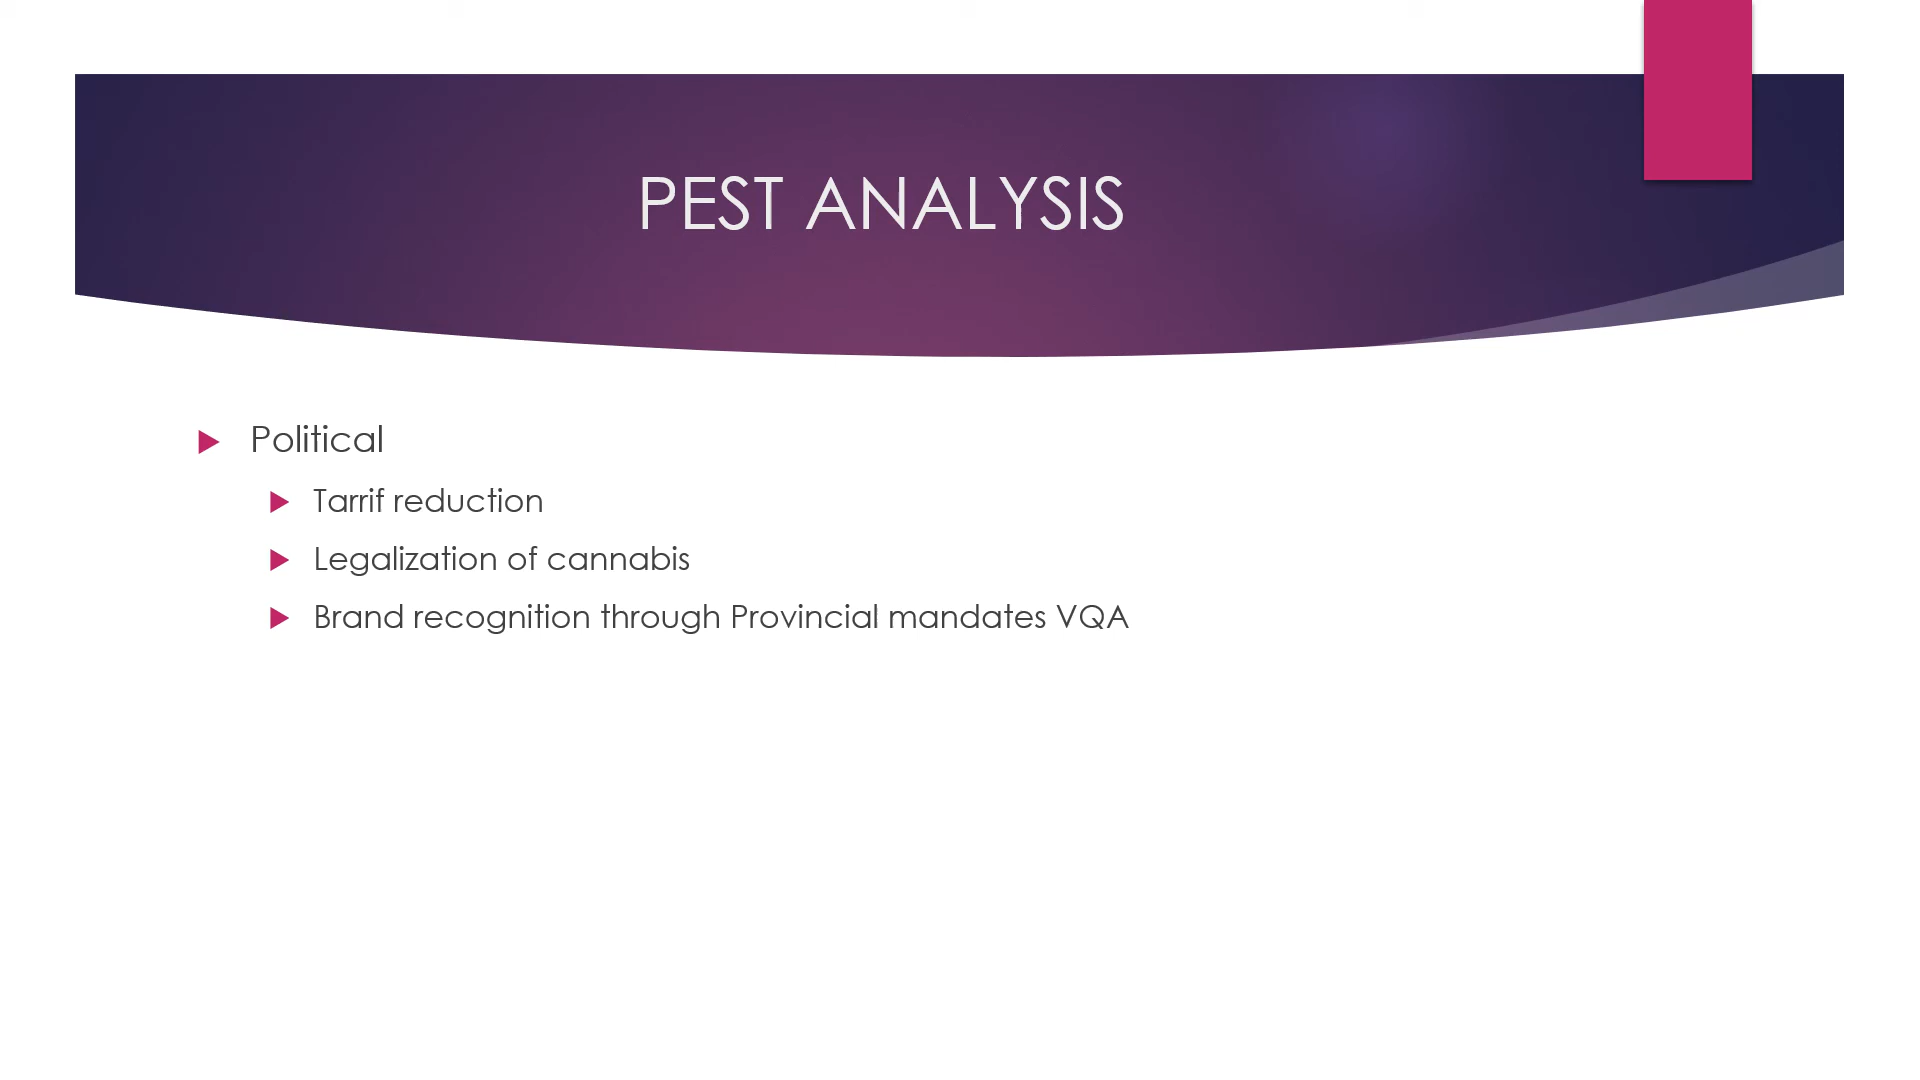 PEST ANALYSIS
Political
Tarrif reduction
Legalization of cannabis
Brand recognition through Provincial mandates VQA